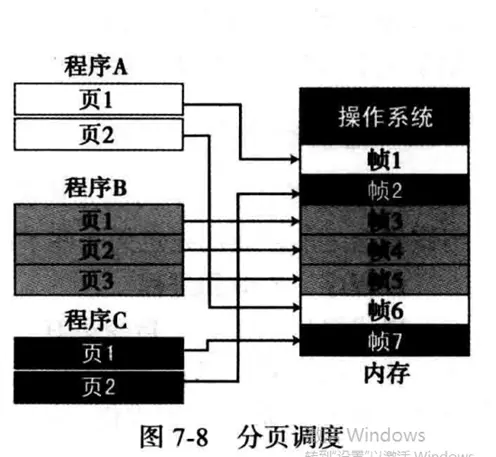 程序A
页1
页2
程序B
页1
页2
页3
程序C
页1
页2
操作系统
帧1
帧2
帧3
帧4
帧5
帧6
帧7
内存
图 7-8 分页调度
Windows
转到"设置"以激活 Windows